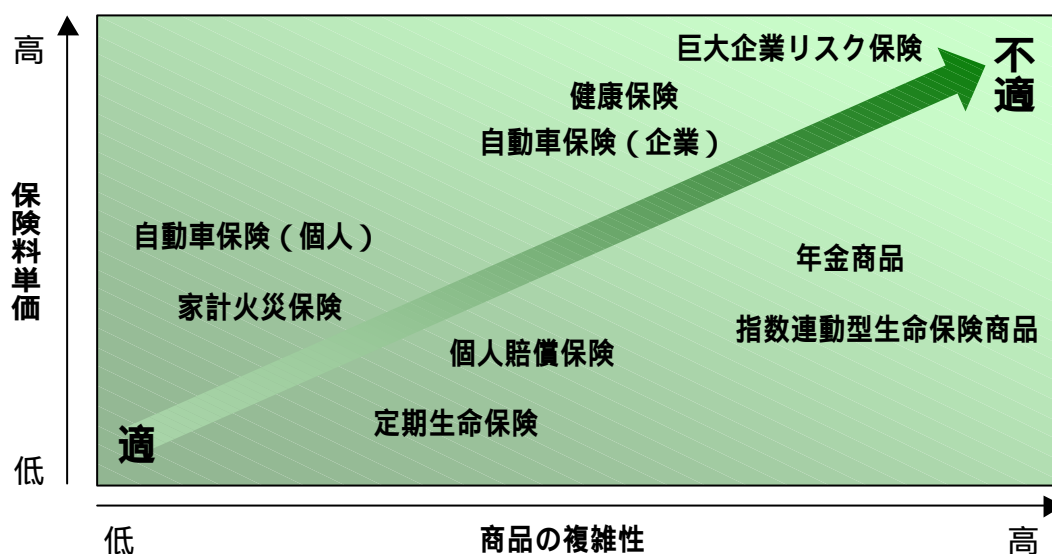 高
巨大企業リスク保険
不適
健康保険
自動車保険(企業)
保険料単価
自動車保険(個人)
年金商品
家計火災保険
指数連動型生命保険商品
個人賠償保険
定期生命保険
適
低
低
商品の複雑性
高